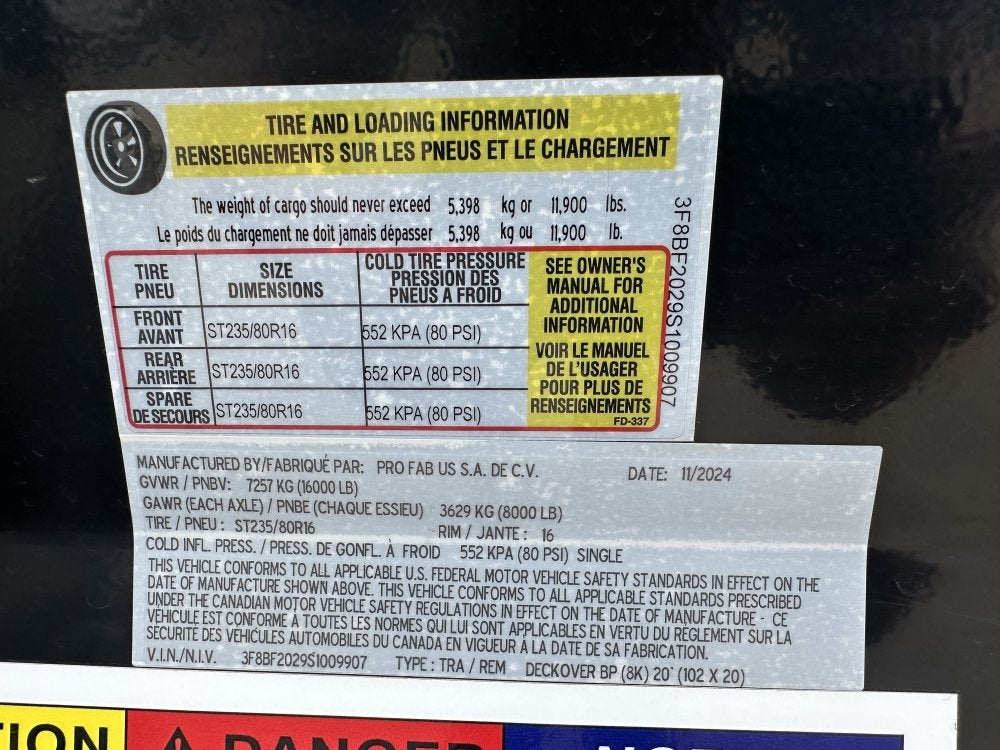 TIRE AND LOADING INFORMATION
RENSEIGNEMENTS SUR LES PNEUS ET LE CHARGEMENT
The weight of cargo should never exceed 5,398 kg or 11,900 lbs.
Le poids du chargement ne doit jamais dépasser 5,398 kg ou 11,900 lb.
TIRE PNEU
SIZE DIMENSIONS
COLD TIRE PRESSURE
PRESSION DES
PNEUS A FROID
FRONT AVANT ST235/80R16 552 KPA (80 PSI)
REAR ARRIÈRE ST235/80R16 552 KPA (80 PSI)
SPARE DE SECOURS ST235/80R16 552 KPA (80 PSI)
SEE OWNER'S
MANUAL FOR
ADDITIONAL
INFORMATION
VOIR LE MANUEL
DE L'USAGER
POUR PLUS DE
RENSEIGNEMENTS
FD-337
3F8BF2029S1009907
MANUFACTURED BY/FABRIQUÉ PAR: PRO FAB US S.A. DE C.V. DATE: 11/2024
GVWR / PNBV: 7257 KG (16000 LB)
GAWR (EACH AXLE) / PNBE (CHAQUE ESSIEU) 3629 KG (8000 LB)
TIRE / PNEU : ST235/80R16 RIM / JANTE : 16
COLD INFL. PRESS. / PRESS. DE GONFL. À FROID 552 KPA (80 PSI) SINGLE
THIS VEHICLE CONFORMS TO ALL APPLICABLE U.S. FEDERAL MOTOR VEHICLE SAFETY STANDARDS IN EFFECT ON THE
DATE OF MANUFACTURE SHOWN ABOVE. THIS VEHICLE CONFORMS TO ALL APPLICABLE STANDARDS PRESCRIBED
UNDER THE CANADIAN MOTOR VEHICLE SAFETY REGULATIONS IN EFFECT ON THE DATE OF MANUFACTURE - CE
VÉHICULE EST CONFORME À TOUTES LES NORMES QUI LUI SONT APPLICABLES EN VERTU DU RÈGLEMENT SUR LA
SÉCURITÉ DES VÉHICULES AUTOMOBILES DU CANADA EN VIGUEUR À LA DATE DE SA FABRICATION.
V.I.N./N.I.V. 3F8BF2029S1009907 TYPE : TRA / REM DECKOVER BP (8K) 20' (102 X 20)
DANGER